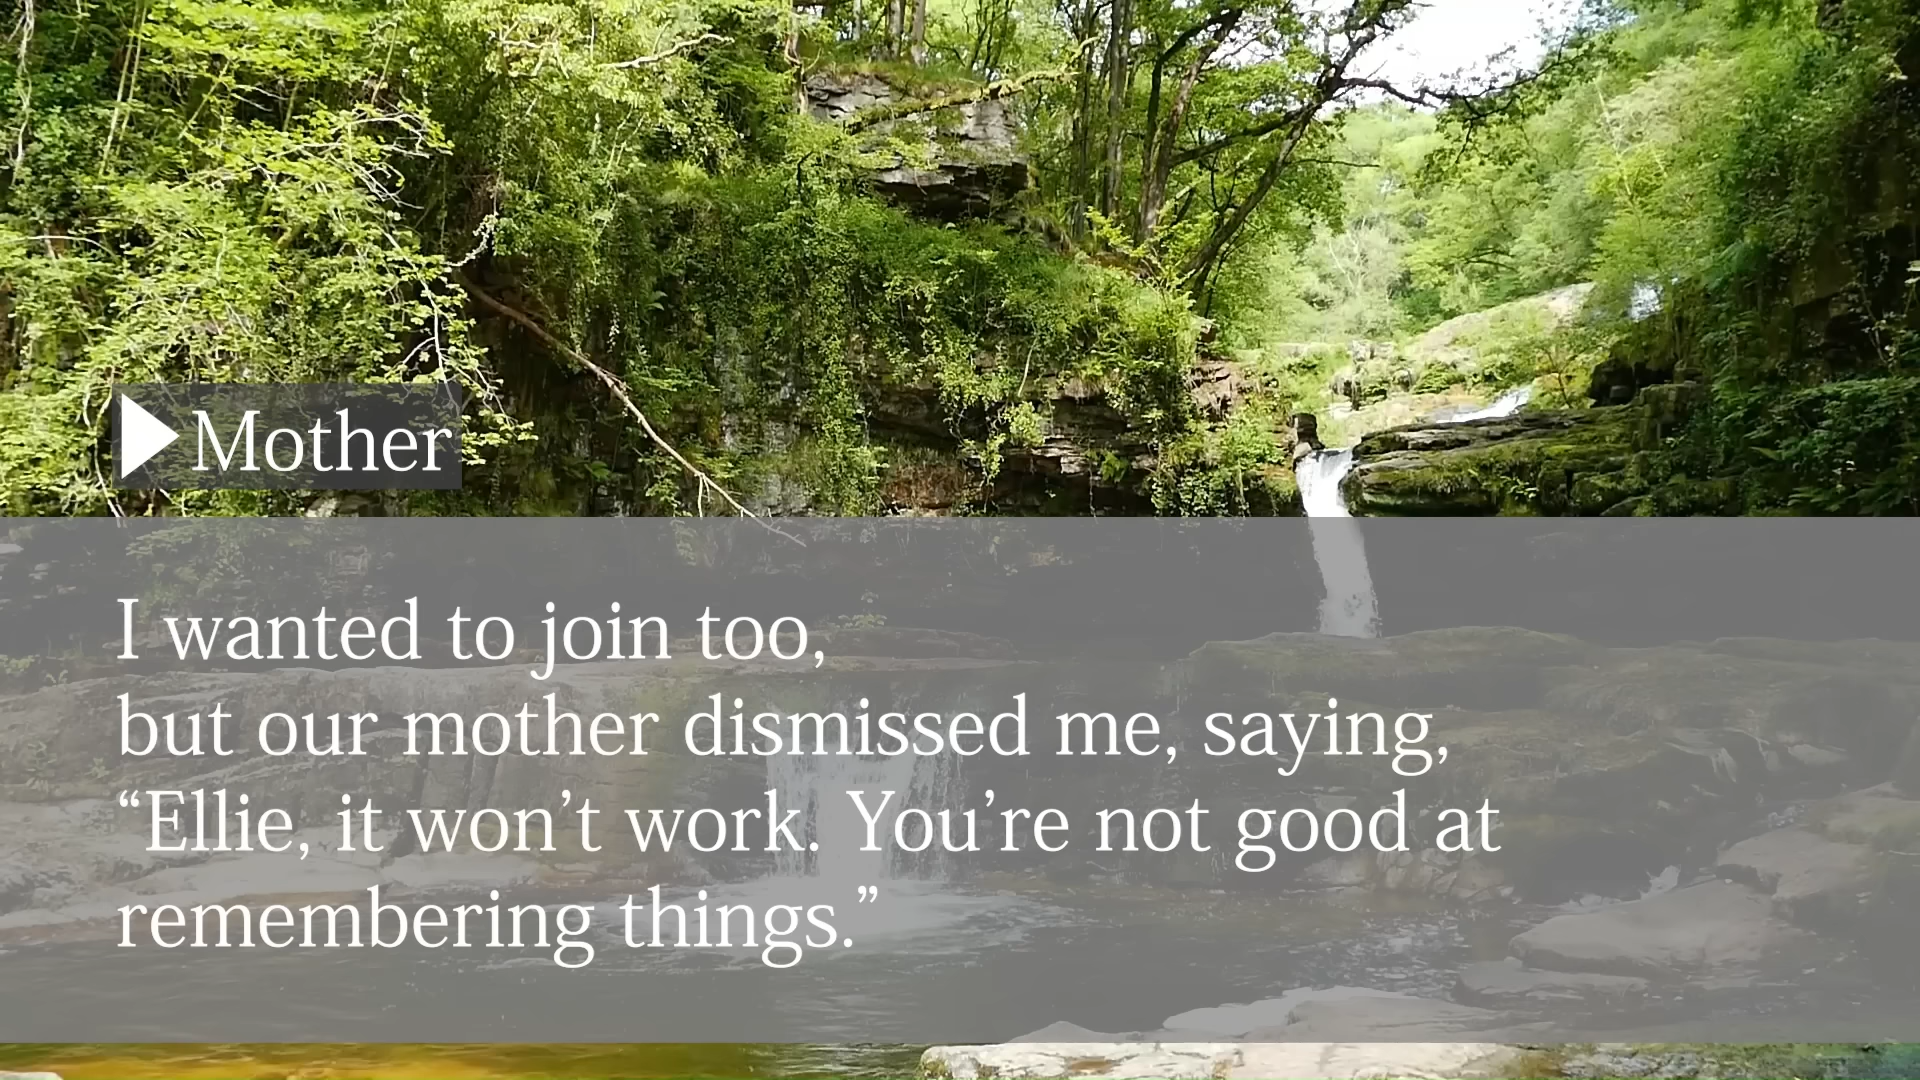 Mother
I wanted to join too,
but our mother dismissed me, saying,
“Ellie, it won’t work. You’re not good at
remembering things.”